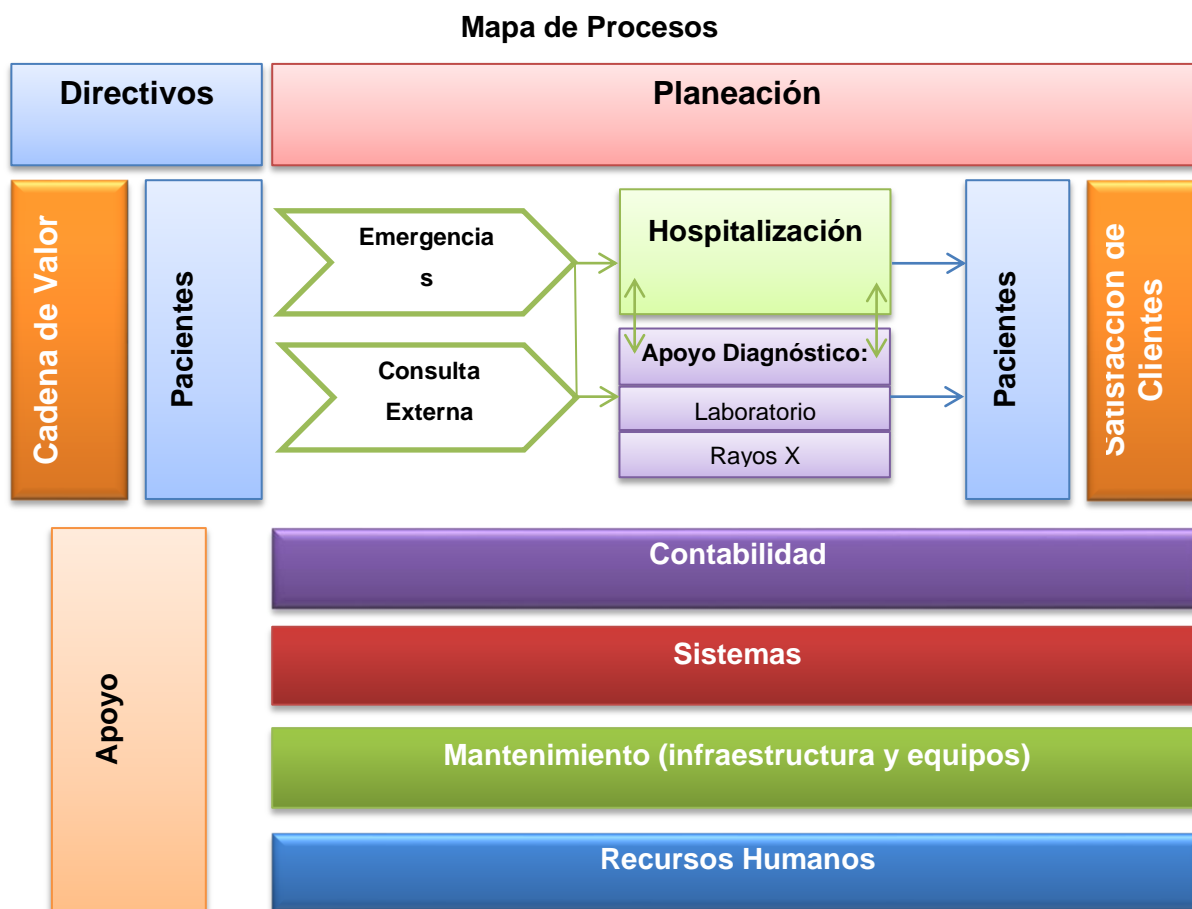 Mapa de Procesos
Directivos
Planeación
Cadena de Valor
Pacientes
Emergencia
s
Consulta
Externa
Hospitalización
Apoyo Diagnóstico:
Laboratorio
Rayos X
Pacientes
Satisfaccion de
Clientes
Apoyo
Contabilidad
Sistemas
Mantenimiento (infraestructura y equipos)
Recursos Humanos